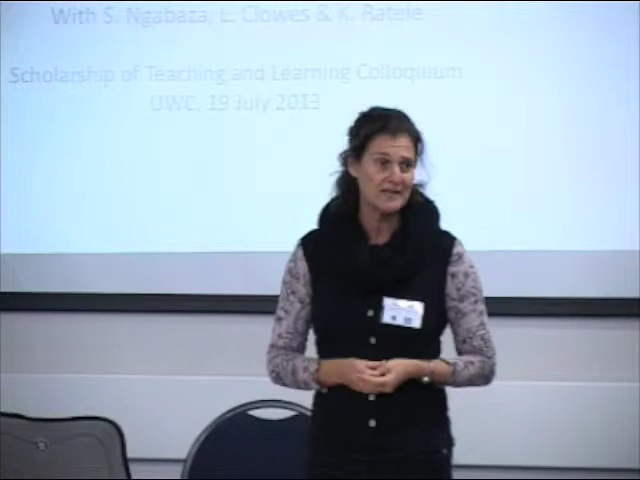 With S. Ngabaza, L. Clowes & K. Ratele
Scholarship of Teaching and Learning Colloquium
UWC, 19 July 2013